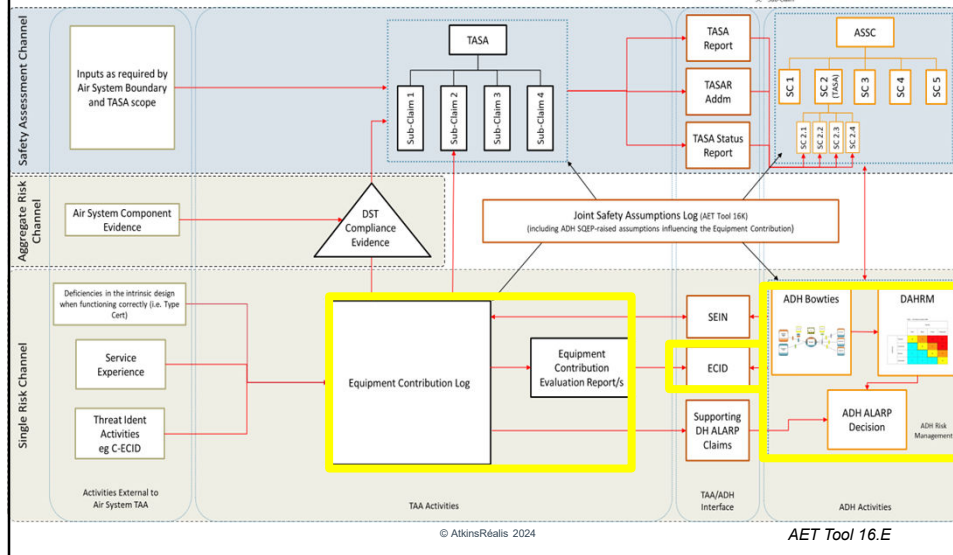 Safety Assessment Channel
Inputs as required by
Air System Boundary
and TASA scope
TASA
Sub-Claim 1
Sub-Claim 2
Sub-Claim 3
Sub-Claim 4
TASA
Report
TASAR
Addm
TASA Status
Report
ASSC
SC 1
SC 2
(TASA)
SC 3
SC 4
SC 5
SC 2.1
SC 2.2
SC 2.3
SC 2.4
Aggregate Risk
Channel
Air System Component
Evidence
DST
Compliance
Evidence
Joint Safety Assumptions Log (AET Tool 16K)
(including ADH SQEP-raised assumptions influencing the Equipment Contribution)
Single Risk Channel
Deficiencies in the intrinsic design
when functioning correctly (i.e. Type
Cert)
Service
Experience
Threat Ident
Activities
eg C-ECID
Equipment Contribution Log
Equipment
Contribution
Evaluation Report/s
SEIN
ECID
Supporting
DH ALARP
Claims
ADH Bowties
DAHRM
ADH ALARP
Decision
ADH Risk
Management
Activities External to
Air System TAA
TAA Activities
TAA/ADH
Interface
ADH Activities
© AtkinsRéalis 2024
AET Tool 16.E